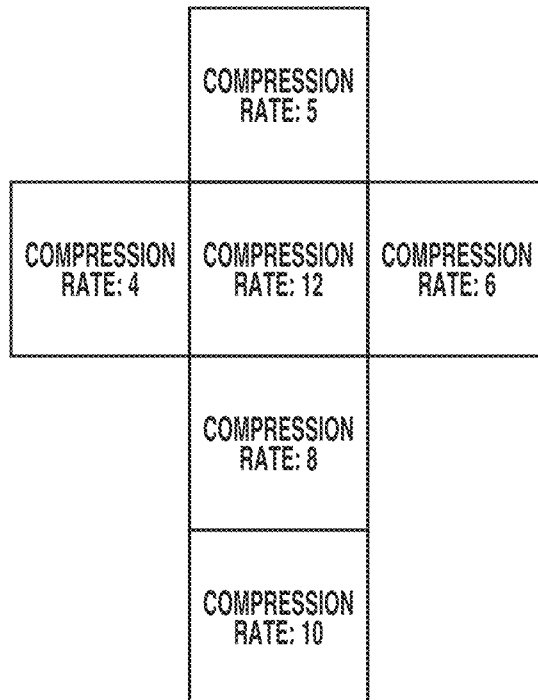 COMPRESSION
RATE: 5
COMPRESSION
RATE: 4
COMPRESSION
RATE: 12
COMPRESSION
RATE: 6
COMPRESSION
RATE: 8
COMPRESSION
RATE: 10